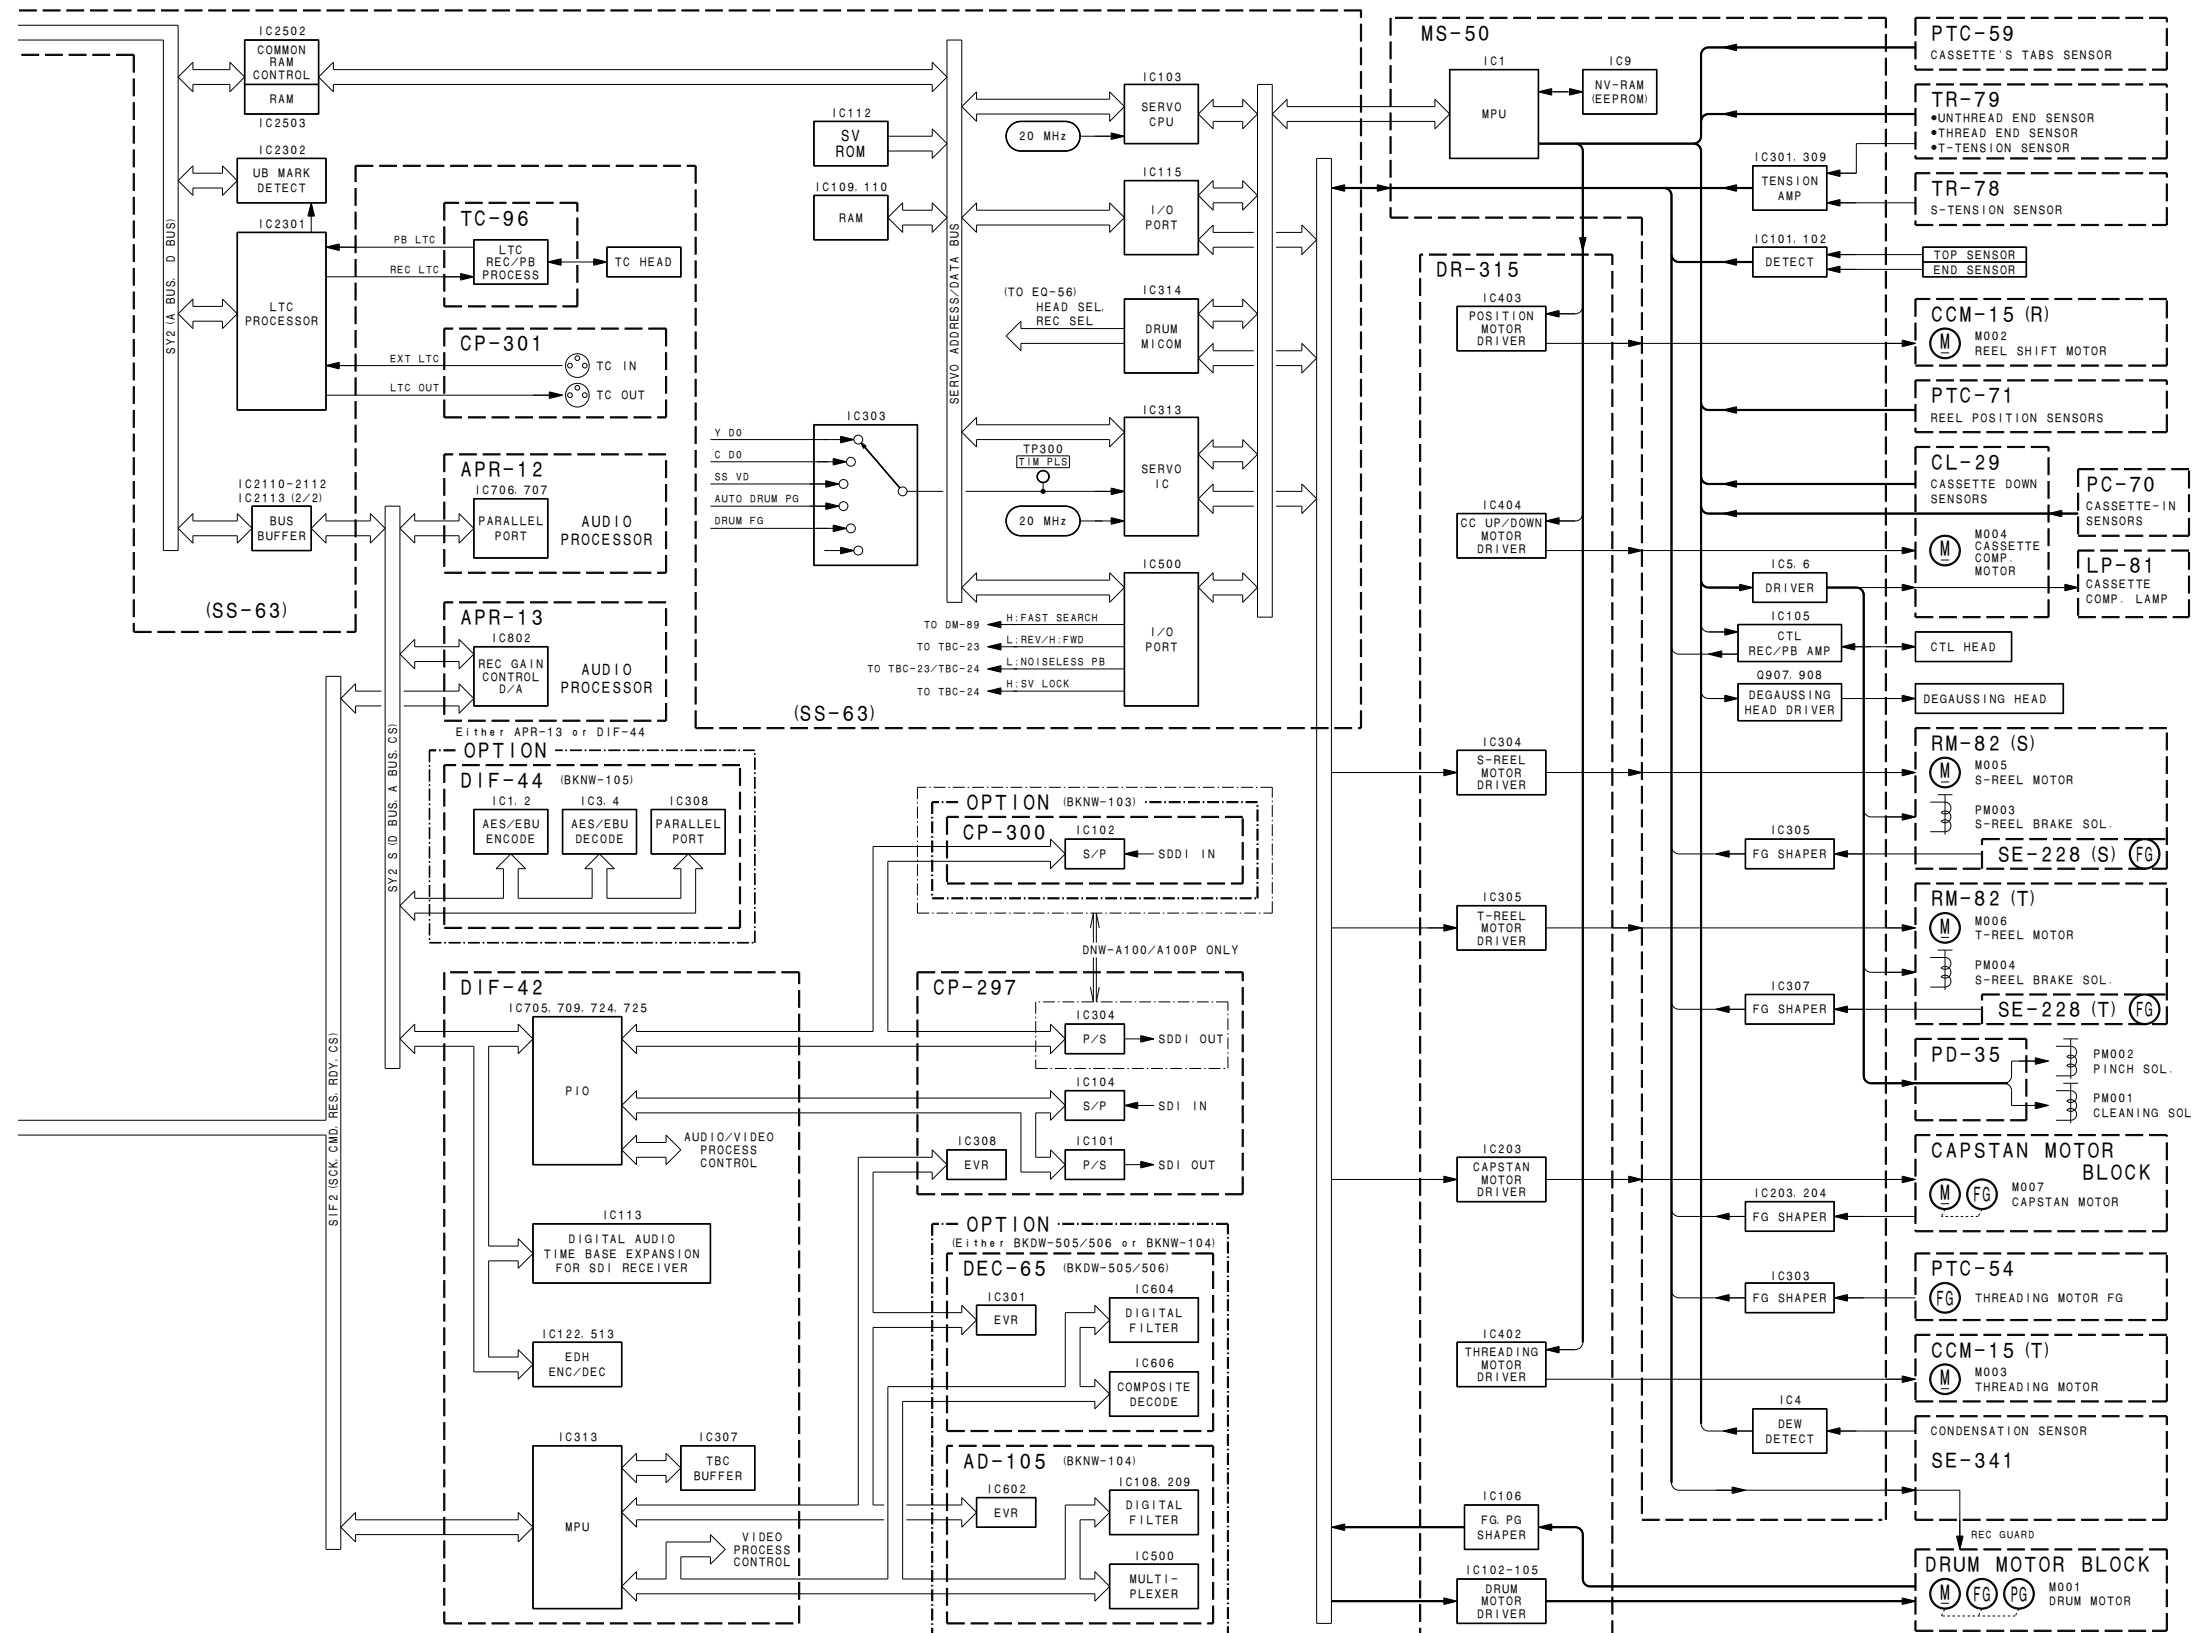 IC2502
COMMON
RAM
CONTROL
RAM
IC2503
IC2302
UB MARK
DETECT
IC2301
LTC
PROCESSOR
SY2 (A BUS, D BUS)
PB LTC
REC LTC
TC-96
LTC
REC/PB
PROCESS
TC HEAD
CP-301
EXT LTC
TC IN
LTC OUT
TC OUT
IC2110-2112
IC2113 (2/2)
BUS
BUFFER
(SS-63)
APR-12
IC706, 707
PARALLEL
PORT
AUDIO
PROCESSOR
APR-13
IC802
REC GAIN
CONTROL
D/A
AUDIO
PROCESSOR
Either APR-13 or DIF-44
OPTION
DIF-44 (BKNW-105)
IC1, 2
AES/EBU
ENCODE
IC3, 4
AES/EBU
DECODE
IC308
PARALLEL
PORT
SY2 S (D BUS, A BUS, CS)
SIF2 (SCK, CMD, RES, RDY, CS)
DIF-42
IC705, 709, 724, 725
PIO
AUDIO/VIDEO
PROCESS
CONTROL
IC113
DIGITAL AUDIO
TIME BASE EXPANSION
FOR SDI RECEIVER
IC122, 513
EDH
ENC/DEC
IC313
MPU
IC307
TBC
BUFFER
VIDEO
PROCESS
CONTROL
IC112
SV
ROM
IC109, 110
RAM
SERVO ADDRESS/DATA BUS
IC103
SERVO
CPU
20 MHz
IC115
I/O
PORT
IC314
DRUM
MICOM
(TO EQ-56)
HEAD SEL,
REC SEL
IC303
Y DO
C DO
SS VD
AUTO DRUM PG
DRUM FG
TP300
TIM PLS
20 MHz
IC313
SERVO
IC
IC500
I/O
PORT
TO DM-89
H:FAST SEARCH
TO TBC-23
L:REV/H:FWD
TO TBC-23/TBC-24
L:NOISELESS PB
TO TBC-24
H:SV LOCK
(SS-63)
OPTION (BKNW-103)
CP-300
IC102
S/P
SDDI IN
DNW-A100/A100P ONLY
CP-297
IC304
P/S
SDDI OUT
IC104
S/P
SDI IN
IC101
P/S
SDI OUT
IC308
EVR
OPTION
(Either BKDW-505/506 or BKNW-104)
DEC-65 (BKDW-505/506)
IC301
EVR
IC604
DIGITAL
FILTER
IC606
COMPOSITE
DECODE
AD-105 (BKNW-104)
IC602
EVR
IC108, 209
DIGITAL
FILTER
IC500
MULTI-
PLEXER
MS-50
IC1
MPU
IC9
NV-RAM
(EEPROM)
IC301, 309
TENSION
AMP
IC101, 102
DETECT
DR-315
IC403
POSITION
MOTOR
DRIVER
IC404
CC UP/DOWN
MOTOR
DRIVER
IC304
S-REEL
MOTOR
DRIVER
IC305
T-REEL
MOTOR
DRIVER
IC203
CAPSTAN
MOTOR
DRIVER
IC402
THREADING
MOTOR
DRIVER
IC106
FG, PG
SHAPER
IC102-105
DRUM
MOTOR
DRIVER
IC5, 6
DRIVER
IC105
CTL
REC/PB AMP
Q907, 908
DEGAUSSING
HEAD DRIVER
IC305
FG SHAPER
IC307
FG SHAPER
IC203, 204
FG SHAPER
IC303
FG SHAPER
IC4
DEW
DETECT
PTC-59
CASSETTE'S TABS SENSOR
TR-79
●UNTHREAD END SENSOR
●THREAD END SENSOR
●T-TENSION SENSOR
TR-78
S-TENSION SENSOR
TOP SENSOR
END SENSOR
CCM-15 (R)
M
M002
REEL SHIFT MOTOR
PTC-71
REEL POSITION SENSORS
CL-29
CASSETTE DOWN
SENSORS
M
M004
CASSETTE
COMP.
MOTOR
PC-70
CASSETTE-IN
SENSORS
LP-81
CASSETTE
COMP. LAMP
CTL HEAD
DEGAUSSING HEAD
RM-82 (S)
M
M005
S-REEL MOTOR
PM003
S-REEL BRAKE SOL.
SE-228 (S) FG
RM-82 (T)
M
M006
T-REEL MOTOR
PM004
S-REEL BRAKE SOL.
SE-228 (T) FG
PD-35
PM002
PINCH SOL.
PM001
CLEANING SOL
CAPSTAN MOTOR
BLOCK
M FG
M007
CAPSTAN MOTOR
PTC-54
FG THREADING MOTOR FG
CCM-15 (T)
M
M003
THREADING MOTOR
CONDENSATION SENSOR
SE-341
REC GUARD
DRUM MOTOR BLOCK
M FG PG
M001
DRUM MOTOR